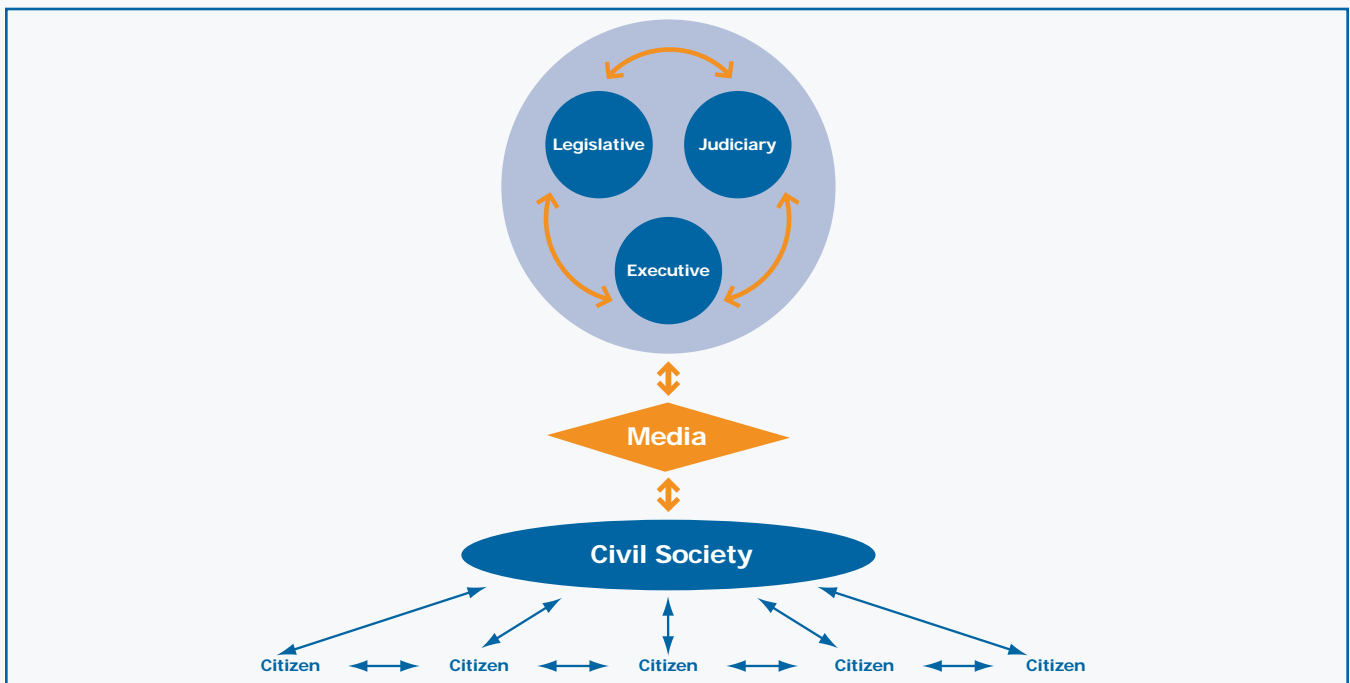 Legislative
Judiciary
Executive
Media
Civil Society
Citizen
Citizen
Citizen
Citizen
Citizen